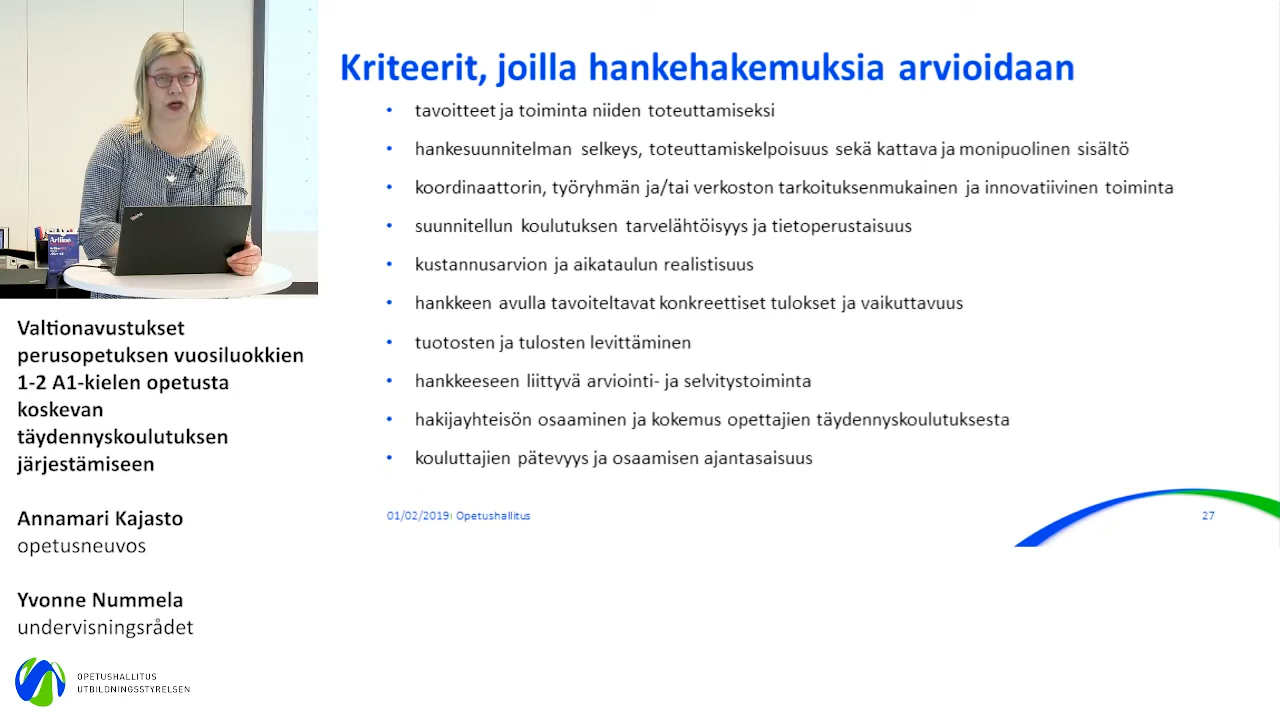 Kriteerit, joilla hankehakemuksia arvioidaan
• tavoitteet ja toiminta niiden toteuttamiseksi
• hankesuunnitelman selkeys, toteuttamiskelpoisuus sekä kattava ja monipuolinen sisältö
• koordinaattorin, työryhmän ja/tai verkoston tarkoituksenmukainen ja innovatiivinen toiminta
• suunnitellun koulutuksen tarvelähtöisyys ja tietoperustaisuus
• kustannusarvion ja aikataulun realistisuus
• hankkeen avulla tavoiteltavat konkreettiset tulokset ja vaikuttavuus
• tuotosten ja tulosten levittäminen
• hankkeeseen liittyvä arviointi- ja selvitystoiminta
• hakijayhteisön osaaminen ja kokemus opettajien täydennyskoulutuksesta
• kouluttajien pätevyys ja osaamisen ajantasaisuus
01/02/2019 Opetushallitus
27
ThinkPad
Artline
Valtionavustukset
perusopetuksen vuosiluokkien
1-2 A1-kielen opetusta
koskevan
täydennyskoulutuksen
järjestämiseen
Annamari Kajasto
opetusneuvos
Yvonne Nummela
undervisningsrådet
OPETUSHALLITUS
UTBILDNINGSSTYRELSEN